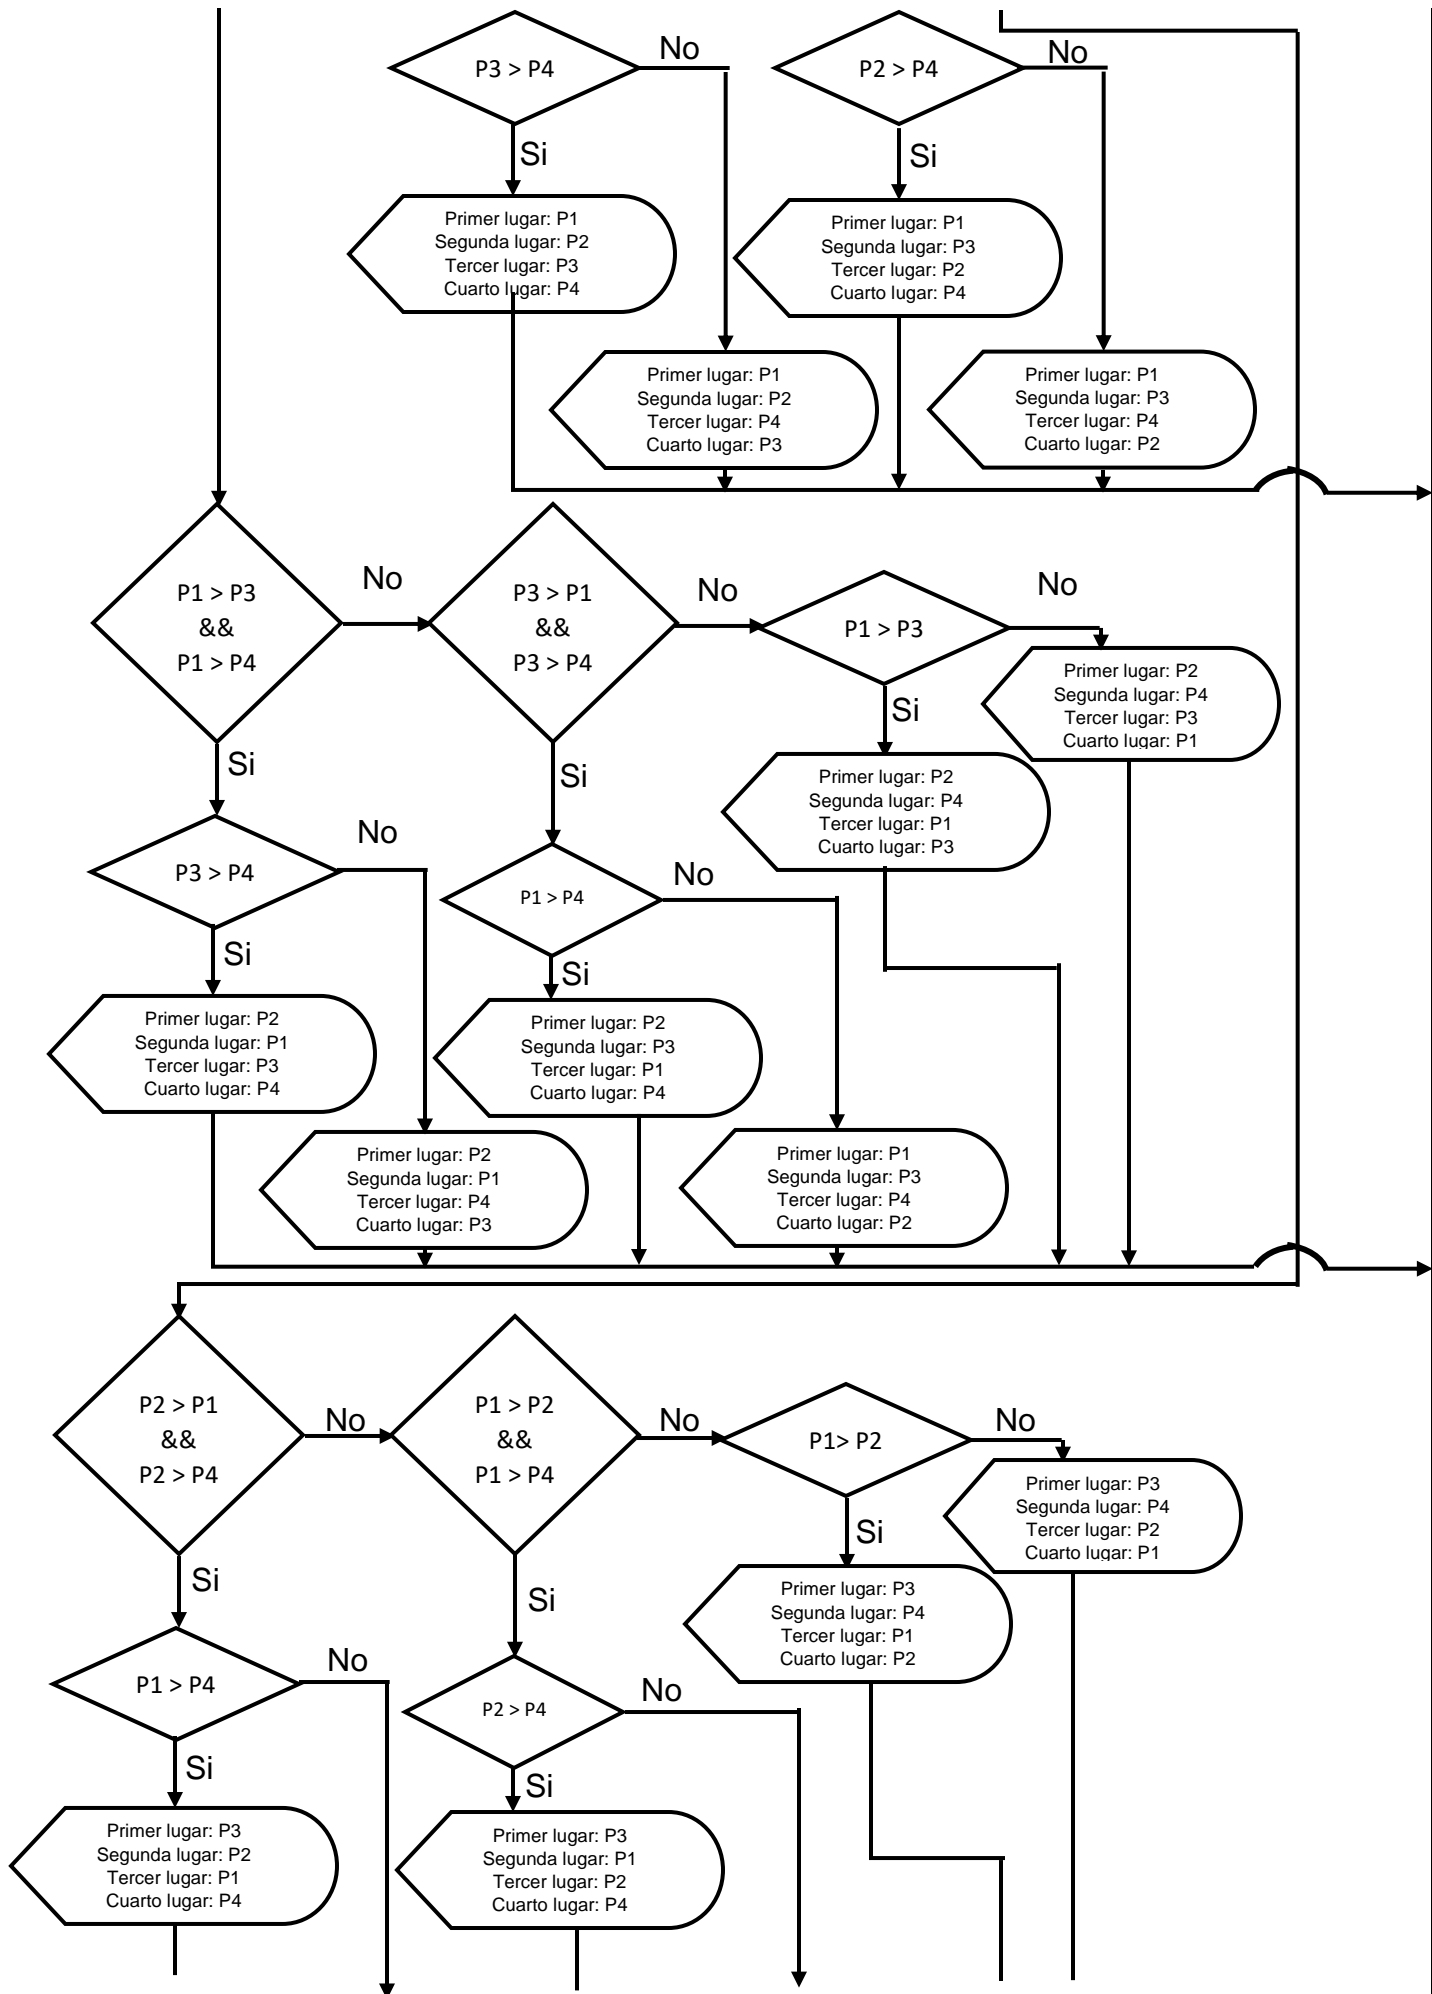 P3 > P4
No
P2 > P4
No
Si
Si
Primer lugar: P1
Segunda lugar: P2
Tercer lugar: P3
Cuarto lugar: P4
Primer lugar: P1
Segunda lugar: P3
Tercer lugar: P2
Cuarto lugar: P4
Primer lugar: P1
Segunda lugar: P2
Tercer lugar: P4
Cuarto lugar: P3
Primer lugar: P1
Segunda lugar: P3
Tercer lugar: P4
Cuarto lugar: P2
P1 > P3
&&
P1 > P4
No
P3 > P1
&&
P3 > P4
No
P1 > P3
No
Primer lugar: P2
Segunda lugar: P4
Tercer lugar: P3
Cuarto lugar: P1
Si
Si
Si
Primer lugar: P2
Segunda lugar: P4
Tercer lugar: P1
Cuarto lugar: P3
P3 > P4
No
P1 > P4
No
Si
Si
Primer lugar: P2
Segunda lugar: P1
Tercer lugar: P3
Cuarto lugar: P4
Primer lugar: P2
Segunda lugar: P3
Tercer lugar: P1
Cuarto lugar: P4
Primer lugar: P2
Segunda lugar: P1
Tercer lugar: P4
Cuarto lugar: P3
Primer lugar: P1
Segunda lugar: P3
Tercer lugar: P4
Cuarto lugar: P2
P2 > P1
&&
P2 > P4
No
P1 > P2
&&
P1 > P4
No
P1> P2
No
Primer lugar: P3
Segunda lugar: P4
Tercer lugar: P2
Cuarto lugar: P1
Si
Si
Si
Primer lugar: P3
Segunda lugar: P4
Tercer lugar: P1
Cuarto lugar: P2
P1 > P4
No
P2 > P4
No
Si
Si
Primer lugar: P3
Segunda lugar: P2
Tercer lugar: P1
Cuarto lugar: P4
Primer lugar: P3
Segunda lugar: P1
Tercer lugar: P2
Cuarto lugar: P4